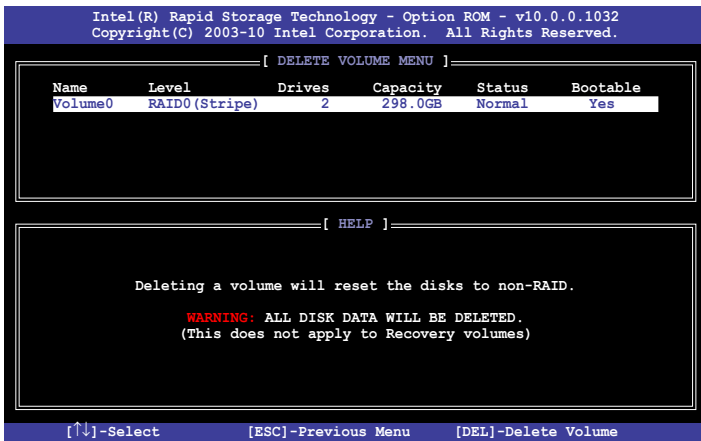 Intel(R) Rapid Storage Technology - Option ROM - v10.0.0.1032
Copyright(C) 2003-10 Intel Corporation. All Rights Reserved.
[ DELETE VOLUME MENU ]
Name Level Drives Capacity Status Bootable
Volume0 RAID0(Stripe) 2 298.0GB Normal Yes
[ HELP ]
Deleting a volume will reset the disks to non-RAID.
WARNING: ALL DISK DATA WILL BE DELETED.
(This does not apply to Recovery volumes)
[↑↓]-Select [ESC]-Previous Menu [DEL]-Delete Volume